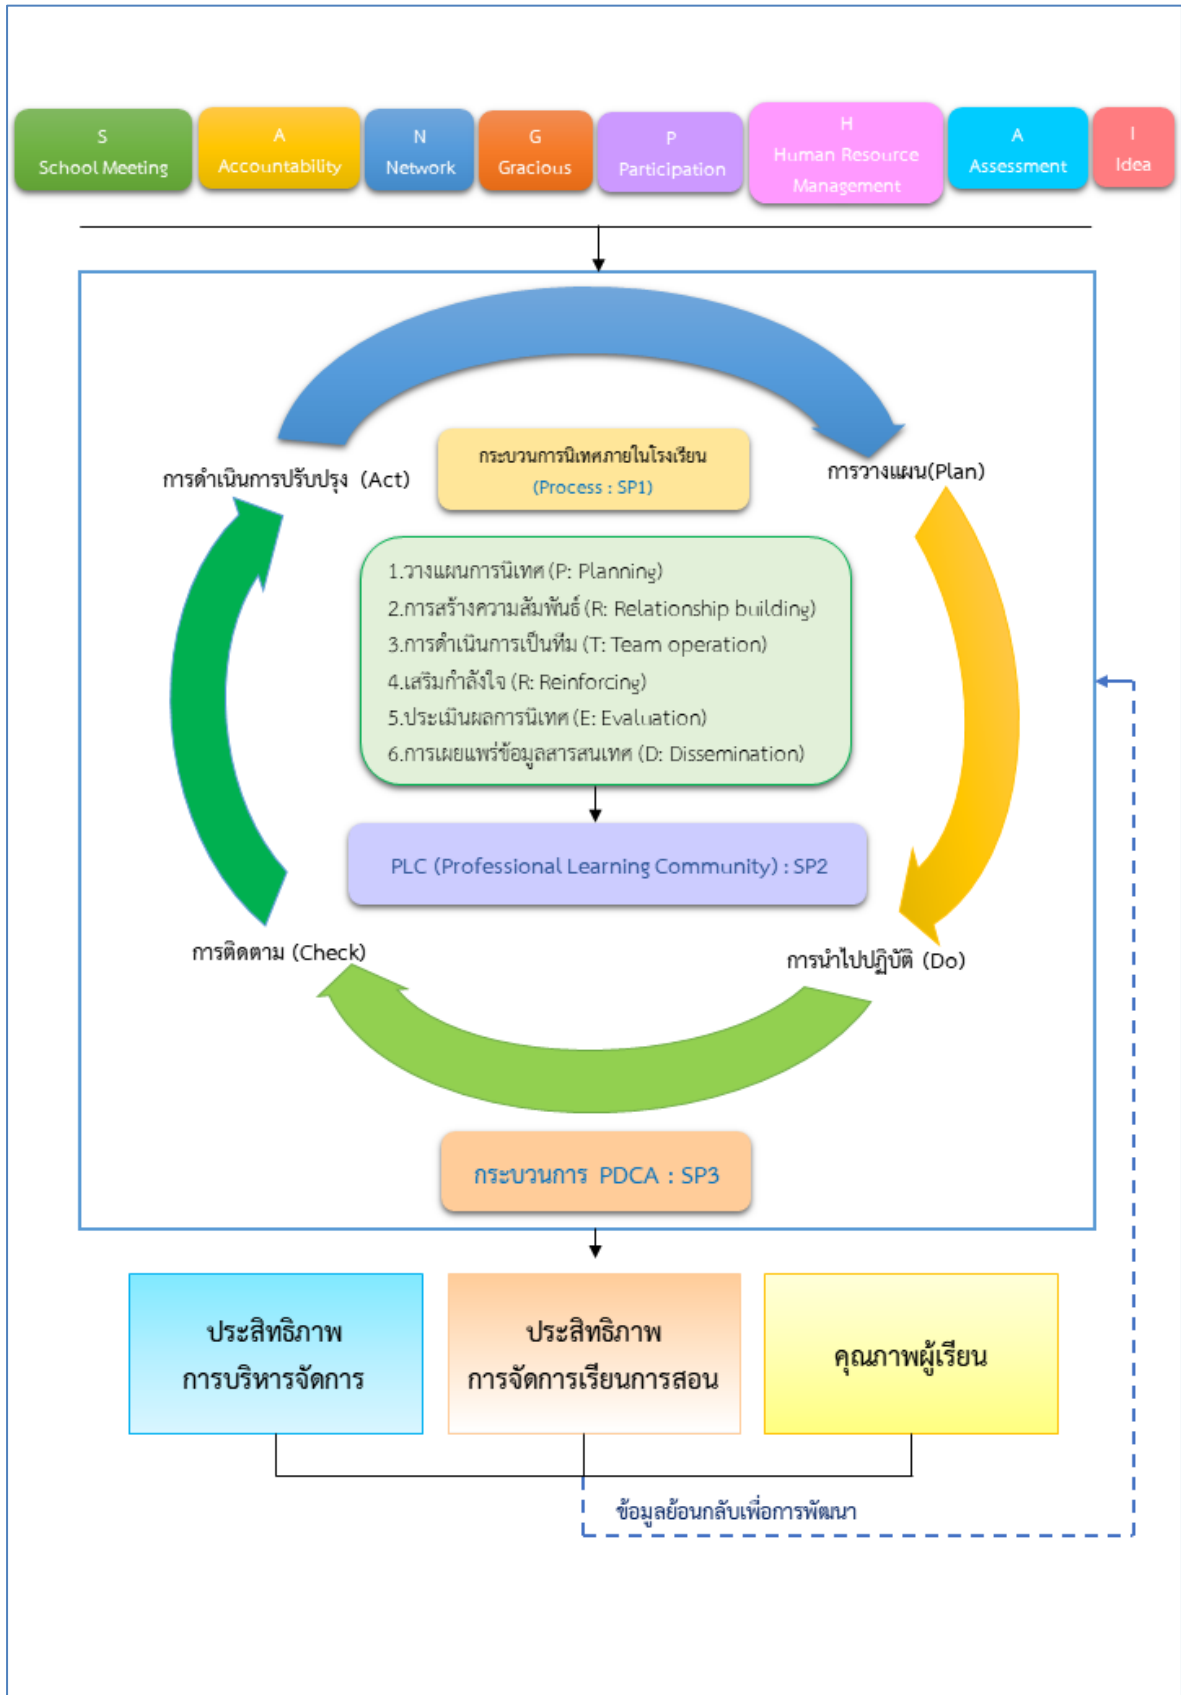 S
School Meeting
A
Accountability
N
Network
G
Gracious
P
Participation
H
Human Resource
Management
A
Assessment
I
Idea
กระบวนการนิเทศภายในโรงเรียน
(Process : SP1)
การดำเนินการปรับปรุง (Act)
การวางแผน(Plan)
1.วางแผนการนิเทศ (P: Planning)
2.การสร้างความสัมพันธ์ (R: Relationship building)
3.การดำเนินการเป็นทีม (T: Team operation)
4.เสริมกำลังใจ (R: Reinforcing)
5.ประเมินผลการนิเทศ (E: Evaluation)
6.การเผยแพร่ข้อมูลสารสนเทศ (D: Dissemination)
PLC (Professional Learning Community) : SP2
การติดตาม (Check)
การนำไปปฏิบัติ (Do)
กระบวนการ PDCA : SP3
ประสิทธิภาพ
การบริหารจัดการ
ประสิทธิภาพ
การจัดการเรียนการสอน
คุณภาพผู้เรียน
ข้อมูลย้อนกลับเพื่อการพัฒนา